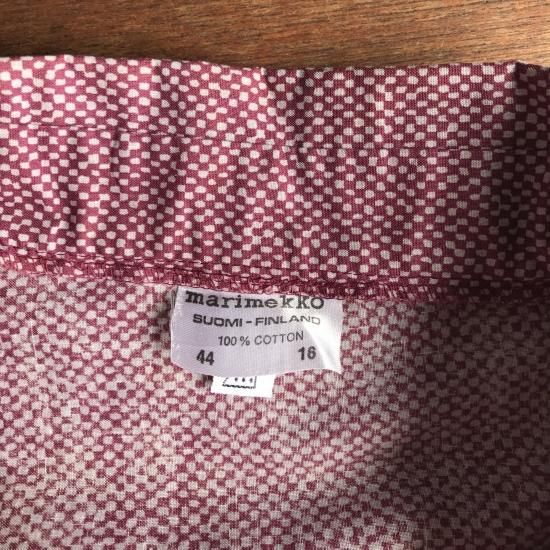 marimekko
SUOMI-FINLAND
100% COTTON
44 16